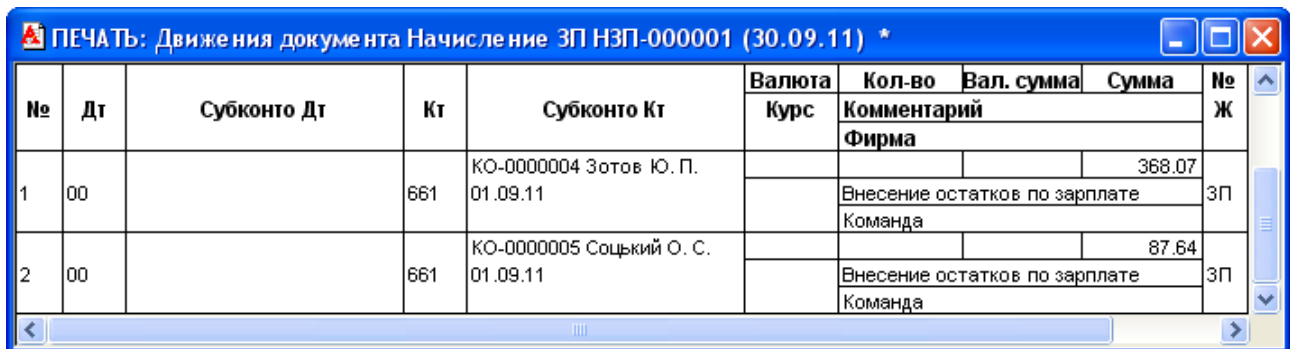 ПЕЧАТЬ: Движения документа Начисление ЗП НЗП-000001 (30.09.11) *
№ Дт Субконто Дт Кт Субконто Кт Валюта Кол-во Вал. сумма Сумма №
Курс Комментарий Ж
Фирма
КО-0000004 Зотов Ю. П. 368.07
1 00 661 01.09.11 Внесение остатков по зарплате ЗП
Команда
КО-0000005 Соцький О. С. 87.64
2 00 661 01.09.11 Внесение остатков по зарплате ЗП
Команда